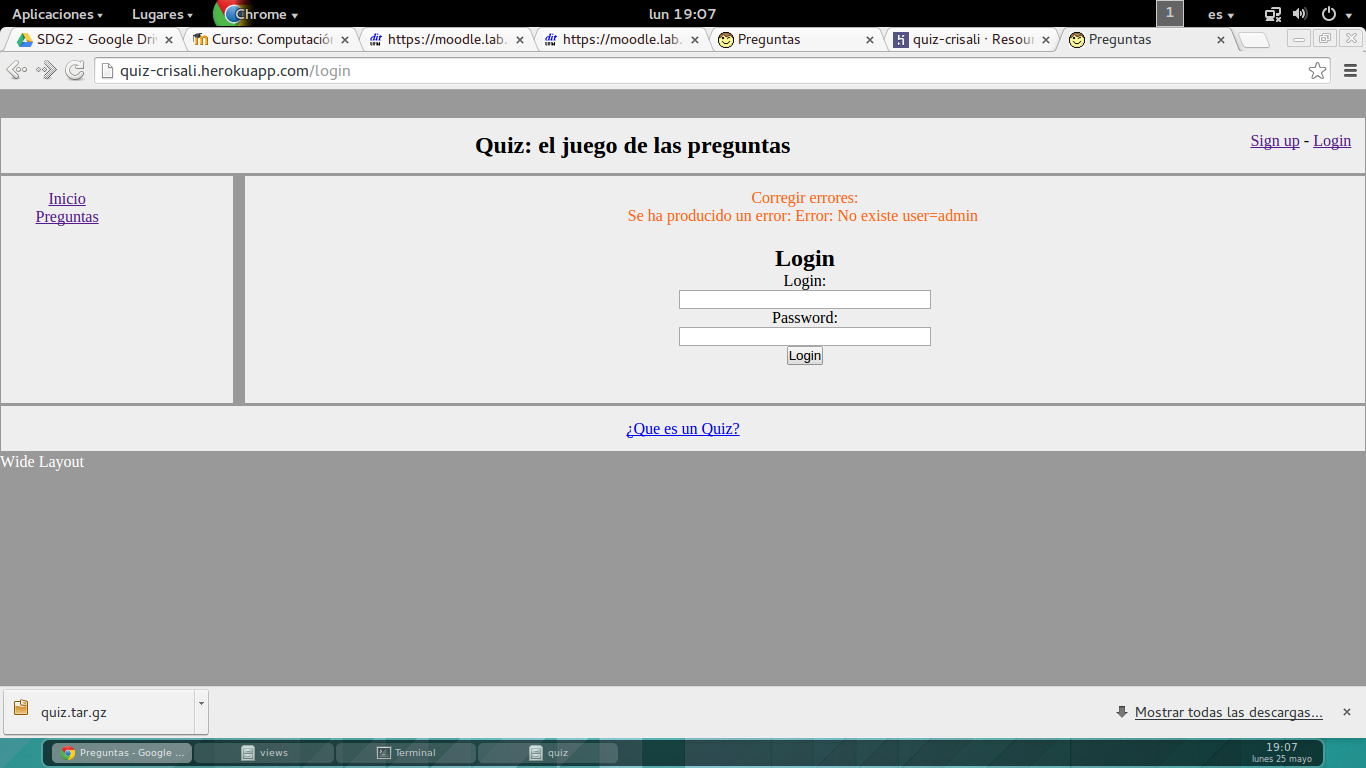 Aplicaciones Lugares Chrome lun 19:07 1 es
SDG2 - Google Dri Curso: Computación https://moodle.lab. https://moodle.lab. Preguntas quiz-crisali · Resour Preguntas
quiz-crisali.herokuapp.com/login
Quiz: el juego de las preguntas
Sign up - Login
Inicio
Preguntas
Corregir errores:
Se ha producido un error: Error: No existe user=admin
Login
Login:
Password:
Login
¿Que es un Quiz?
Wide Layout
quiz.tar.gz
Mostrar todas las descargas...
Preguntas - Google ... views Terminal quiz
19:07
lunes 25 mayo